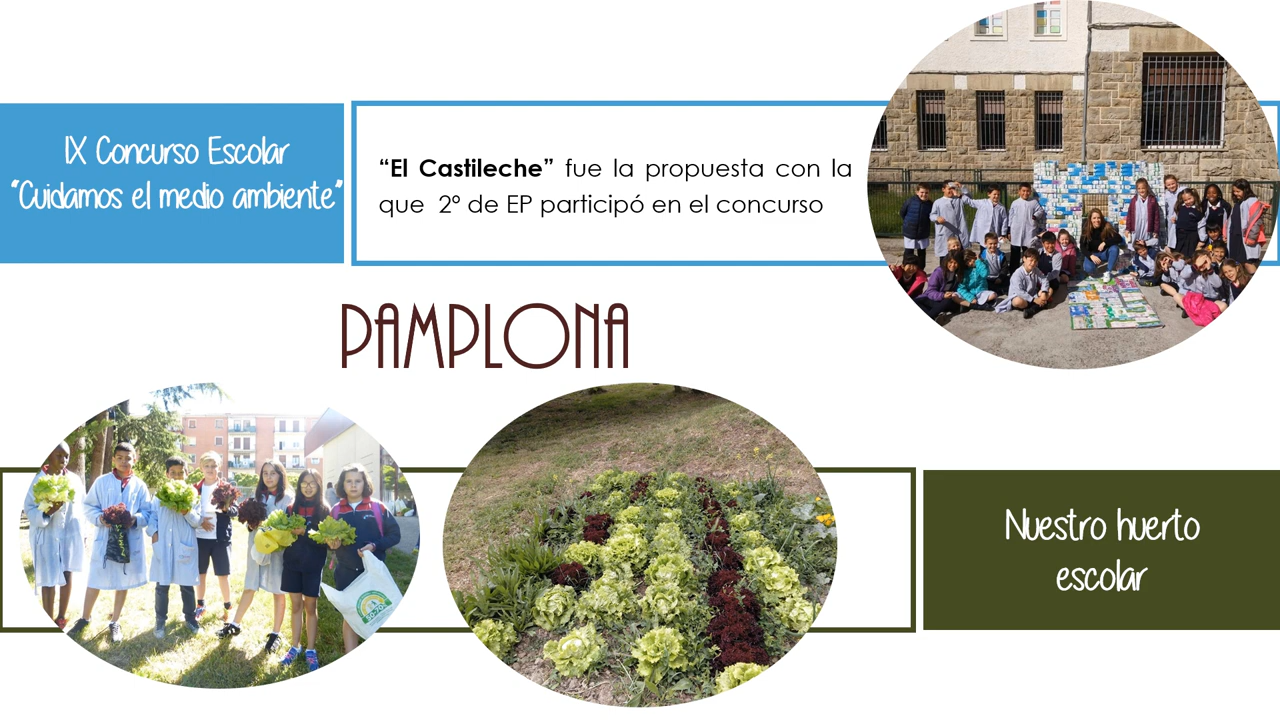 IX Concurso Escolar
“Cuidamos el medio ambiente”
“El Castileche” fue la propuesta con la
que 2º de EP participó en el concurso
PAMPLONA
Nuestro huerto
escolar